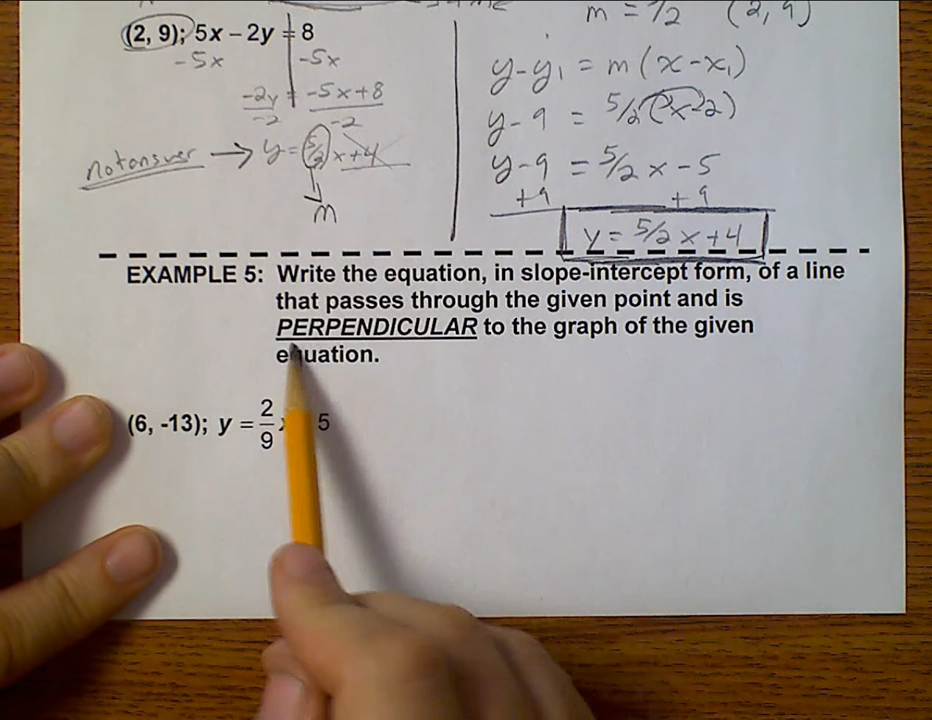 m = 5/2 (2, 9)
(2, 9); 5x – 2y = 8
-5x -5x
-2y = -5x+8
-2 -2
not answer → y = 5/2 x+4
m
y-y₁ = m (x-x₁)
y-9 = 5/2 (x-2)
y-9 = 5/2 x - 5
+9 +9
y = 5/2 x +4
EXAMPLE 5: Write the equation, in slope-intercept form, of a line
that passes through the given point and is
PERPENDICULAR to the graph of the given
equation.
(6, -13); y = 2/9 5